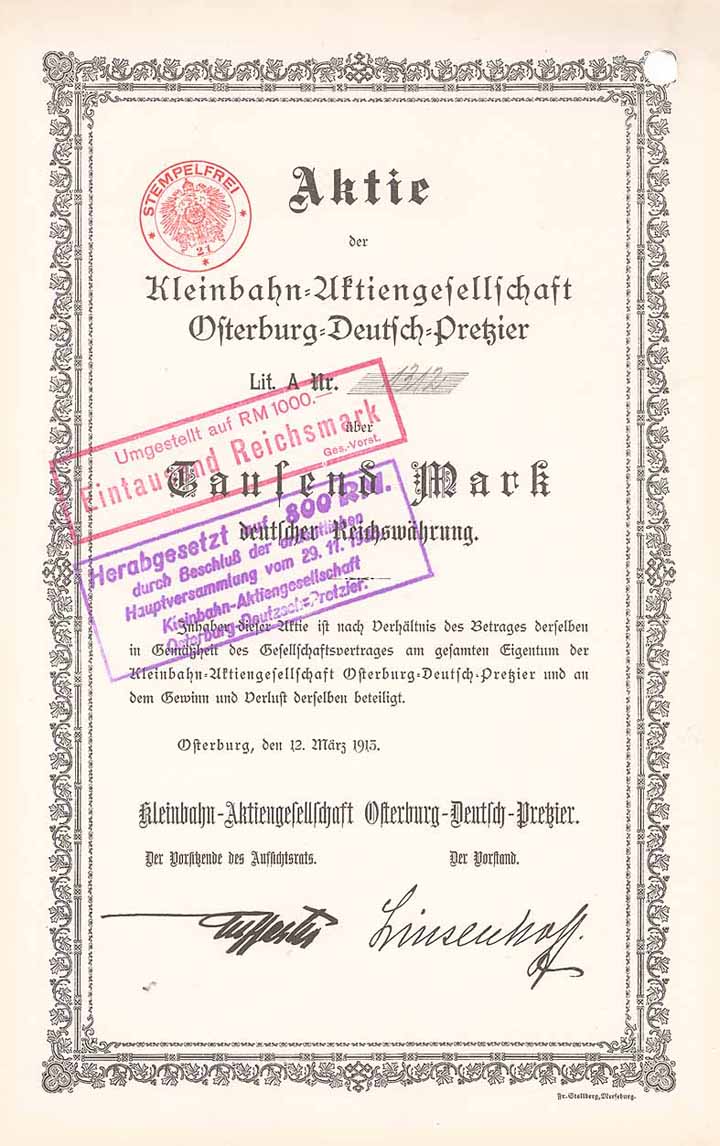 Aktie
STEMPELFREI
21
der
Kleinbahn-Aktiengesellschaft
Osterburg-Deutsch-Pretzier
Lit. A Nr. 1312
Umgestellt auf RM 1000.—
Eintausend Reichsmark
Ges.-Vorst.
über
Tausend Mark
deutscher Reichswährung.
Herabgesetzt auf 800 RM.
durch Beschluß der ordentlichen
Hauptversammlung vom 29. 11.
Kleinbahn-Aktiengesellschaft
Osterburg-Deutsch-Pretzier.
Inhaber dieser Aktie ist nach Verhältnis des Betrages derselben
in Gemäßheit des Gesellschaftsvertrages am gesamten Eigentum der
Kleinbahn-Aktiengesellschaft Osterburg-Deutsch-Pretzier und an
dem Gewinn und Verlust derselben beteiligt.
Osterburg, den 12. März 1915.
Kleinbahn-Aktiengesellschaft Osterburg-Deutsch-Pretzier.
Der Vorsitzende des Aufsichtsrats. Der Vorstand.
Linsenhoff.
Fr. Stollberg, Merseburg.